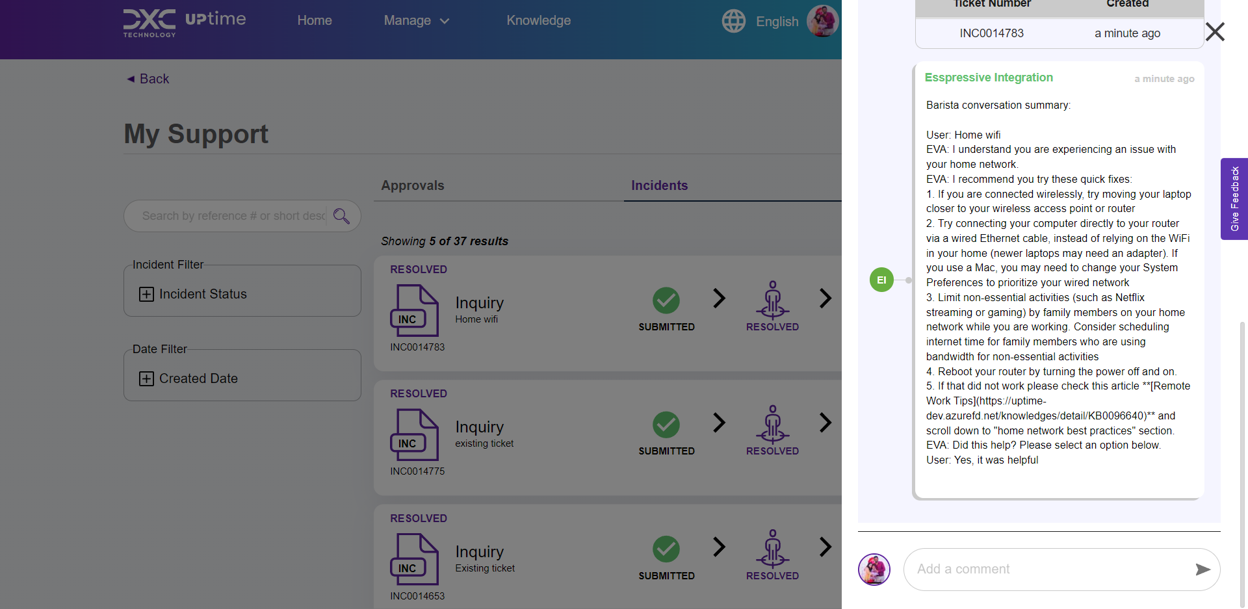 DXC
TECHNOLOGY
UPtime
Home
Manage
Knowledge
English
◄ Back
My Support
Search by reference # or short desc
Incident Filter
Incident Status
Date Filter
Created Date
Approvals
Incidents
Showing 5 of 37 results
RESOLVED
INC
Inquiry
Home wifi
INC0014783
SUBMITTED
RESOLVED
RESOLVED
INC
Inquiry
existing ticket
INC0014775
SUBMITTED
RESOLVED
RESOLVED
INC
Inquiry
Existing ticket
INC0014653
SUBMITTED
RESOLVED
Ticket Number
Created
INC0014783
a minute ago
EI
Esspressive Integration
a minute ago
Barista conversation summary:
User: Home wifi
EVA: I understand you are experiencing an issue with
your home network.
EVA: I recommend you try these quick fixes:
1. If you are connected wirelessly, try moving your laptop
closer to your wireless access point or router
2. Try connecting your computer directly to your router
via a wired Ethernet cable, instead of relying on the WiFi
in your home (newer laptops may need an adapter). If
you use a Mac, you may need to change your System
Preferences to prioritize your wired network
3. Limit non-essential activities (such as Netflix
streaming or gaming) by family members on your home
network while you are working. Consider scheduling
internet time for family members who are using
bandwidth for non-essential activities
4. Reboot your router by turning the power off and on.
5. If that did not work please check this article **[Remote
Work Tips](https://uptime-
dev.azurefd.net/knowledges/detail/KB0096640)** and
scroll down to "home network best practices" section.
EVA: Did this help? Please select an option below.
User: Yes, it was helpful
Add a comment
Give Feedback